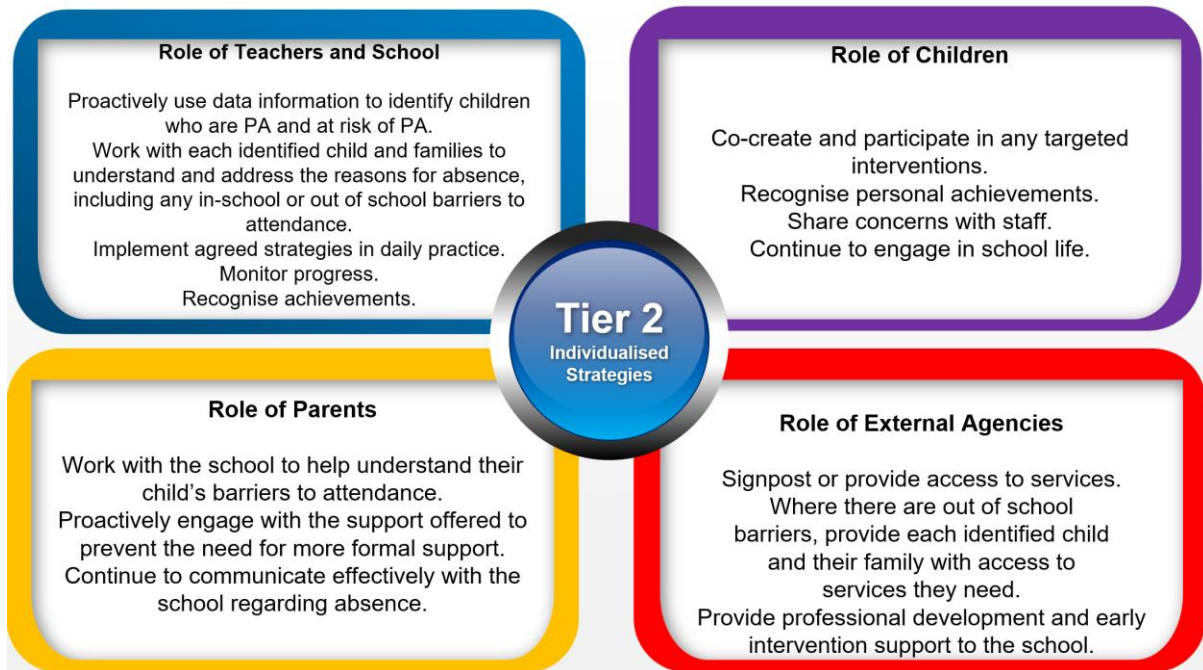 Role of Teachers and School
Proactively use data information to identify children
who are PA and at risk of PA.
Work with each identified child and families to
understand and address the reasons for absence,
including any in-school or out of school barriers to
attendance.
Implement agreed strategies in daily practice.
Monitor progress.
Recognise achievements.
Role of Children
Co-create and participate in any targeted
interventions.
Recognise personal achievements.
Share concerns with staff.
Continue to engage in school life.
Tier 2
Individualised
Strategies
Role of Parents
Work with the school to help understand their
child’s barriers to attendance.
Proactively engage with the support offered to
prevent the need for more formal support.
Continue to communicate effectively with the
school regarding absence.
Role of External Agencies
Signpost or provide access to services.
Where there are out of school
barriers, provide each identified child
and their family with access to
services they need.
Provide professional development and early
intervention support to the school.